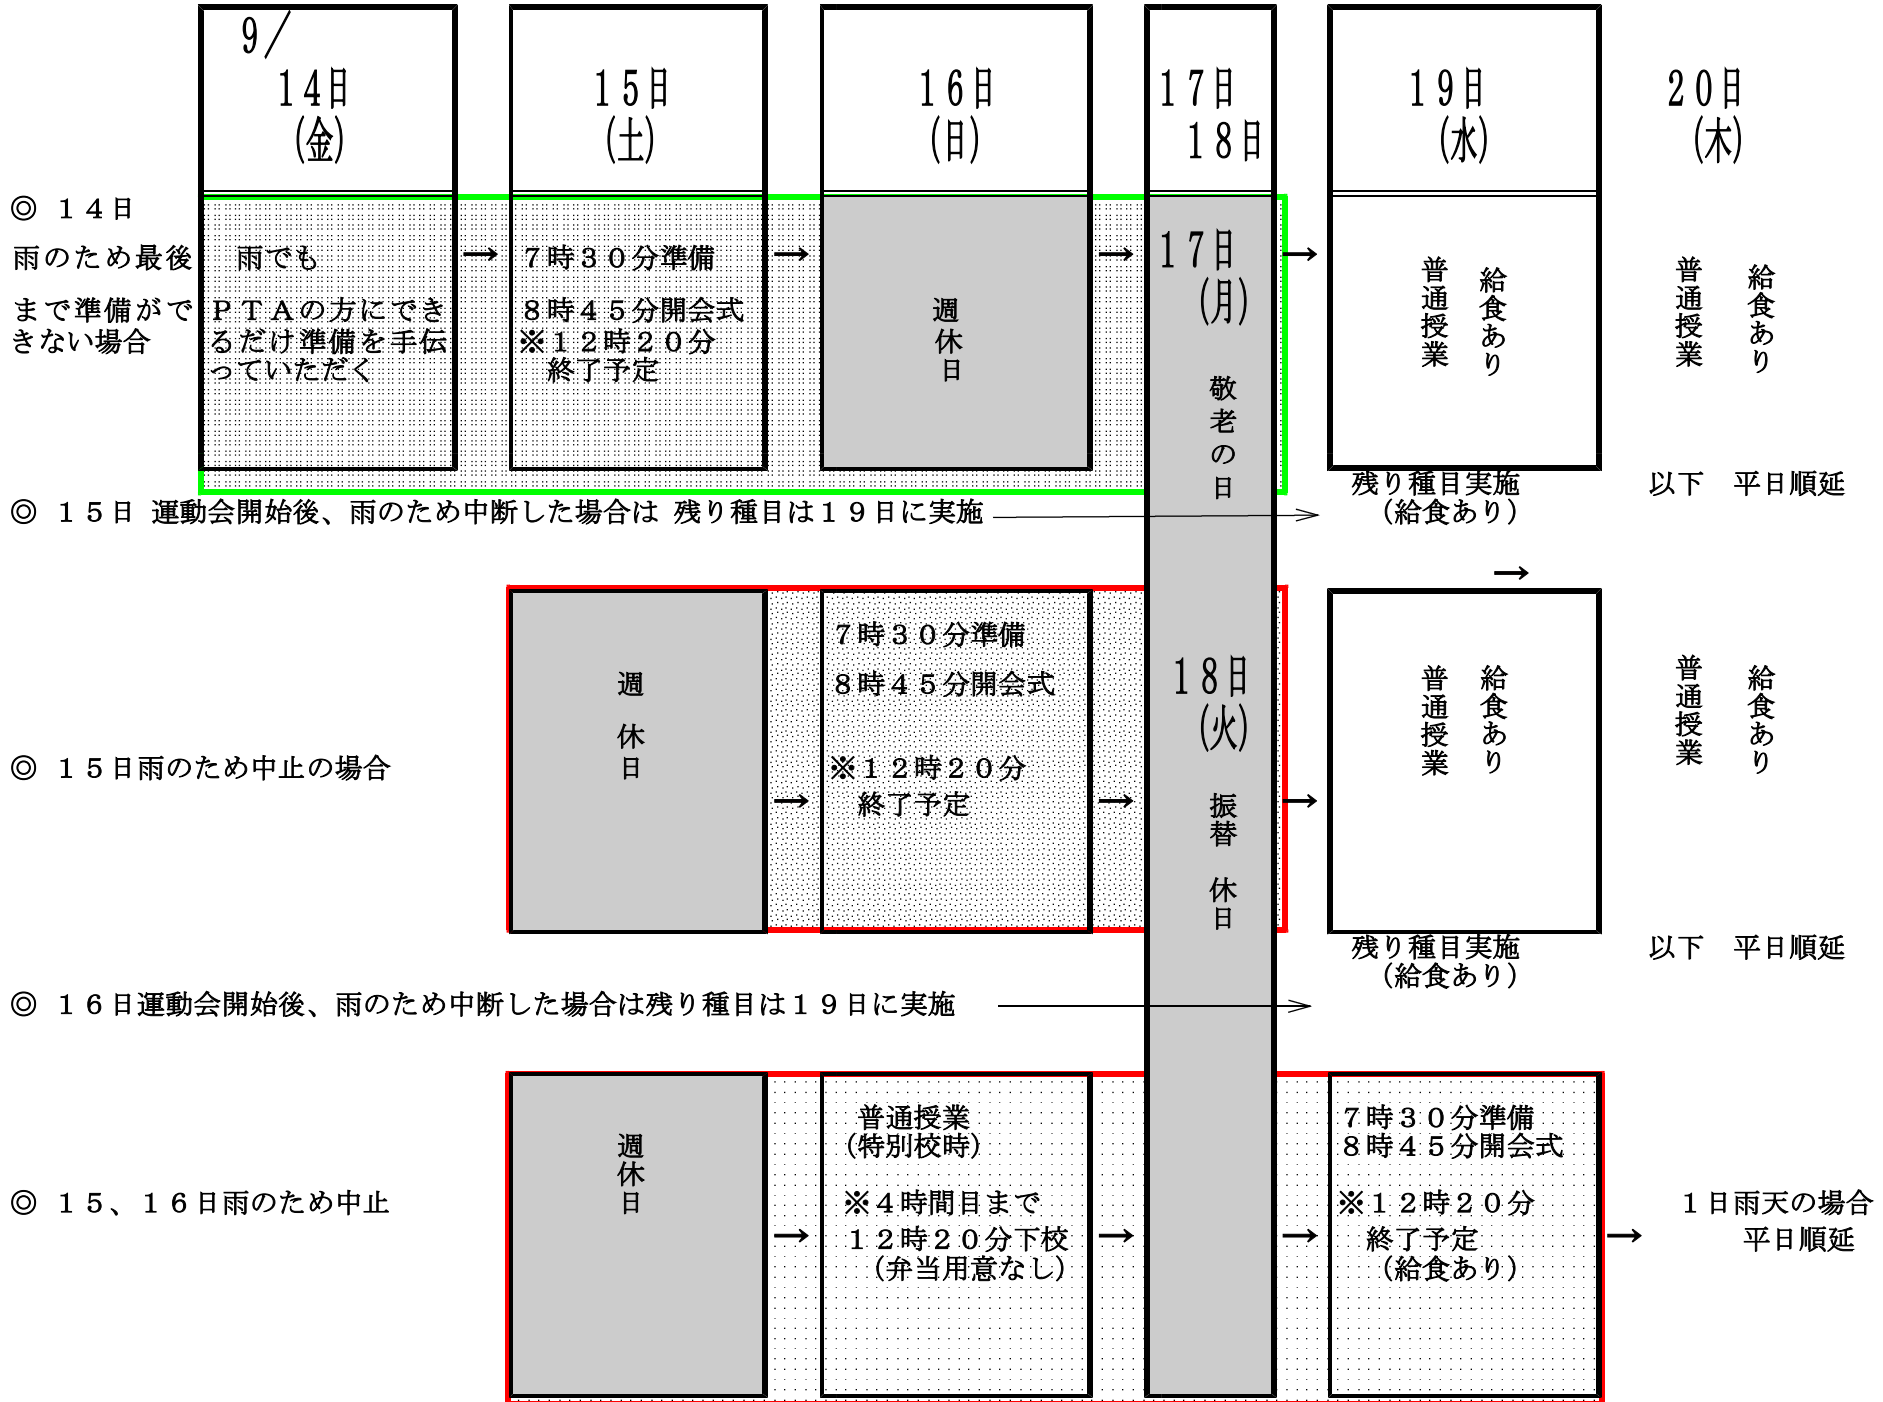 ９／
１４日
(金)
１５日
(土)
１６日
(日)
１７日
１８日
１９日
(水)
２０日
(木)
◎ １４日
雨のため最後
まで準備がで
きない場合
雨でも
ＰＴＡの方にでき
るだけ準備を手伝
っていただく
→
７時３０分準備
８時４５分開会式
※１２時２０分
終了予定
→
週休日
→
１７日
(月)
敬老の日
→
普通授業
給食あり
普通授業
給食あり
残り種目実施
（給食あり）
以下　平日順延
◎ １５日 運動会開始後、雨のため中断した場合は 残り種目は１９日に実施
→
◎ １５日雨のため中止の場合
週 休日
→
７時３０分準備
８時４５分開会式
※１２時２０分
終了予定
→
１８日
(火)
振替 休日
→
普通授業
給食あり
普通授業
給食あり
残り種目実施
（給食あり）
以下　平日順延
◎ １６日運動会開始後、雨のため中断した場合は残り種目は１９日に実施
◎ １５、１６日雨のため中止
週休日
→
普通授業
（特別校時）
※４時間目まで
１２時２０分下校
（弁当用意なし）
→
→
７時３０分準備
８時４５分開会式
※１２時２０分
終了予定
（給食あり）
→
１日雨天の場合
平日順延